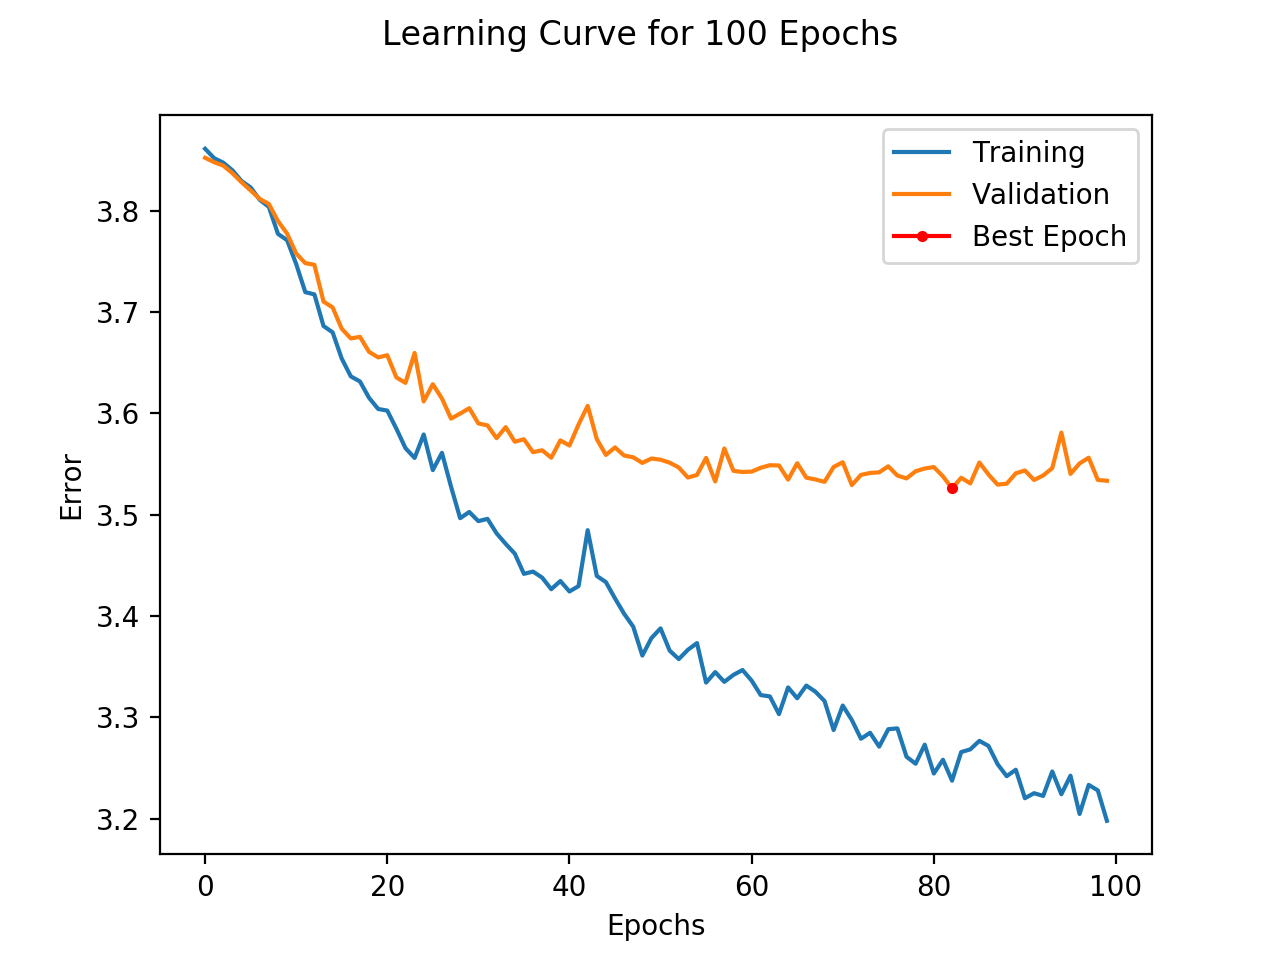 Learning Curve for 100 Epochs
Training
Validation
Best Epoch
3.8
3.7
3.6
3.5
3.4
3.3
3.2
Error
0 20 40 60 80 100
Epochs